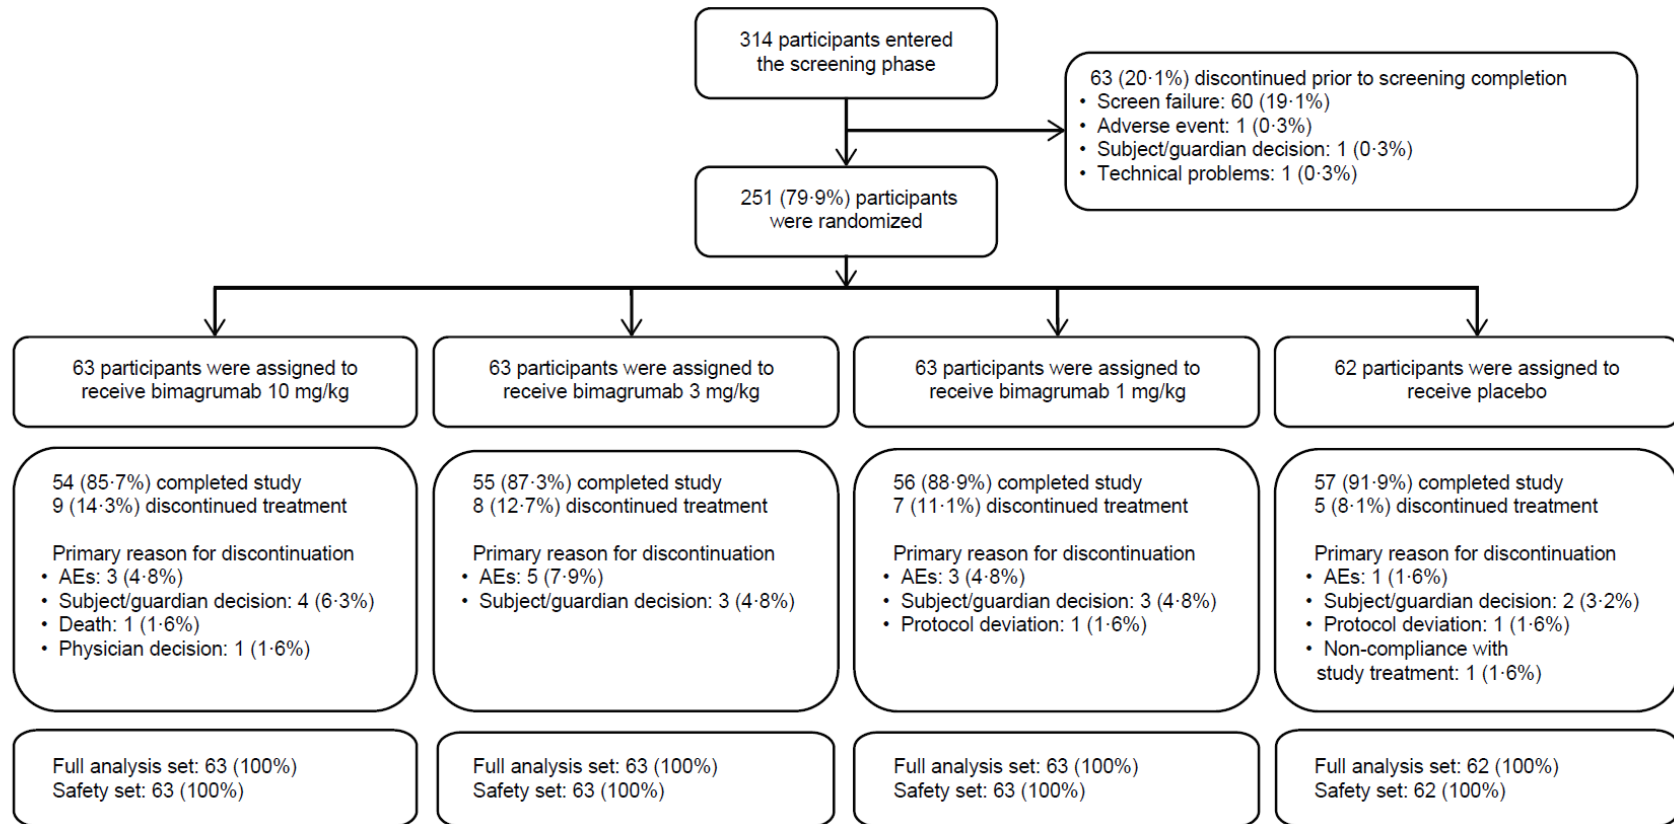 314 participants entered
the screening phase
63 (20·1%) discontinued prior to screening completion
• Screen failure: 60 (19·1%)
• Adverse event: 1 (0·3%)
• Subject/guardian decision: 1 (0·3%)
• Technical problems: 1 (0·3%)
251 (79·9%) participants
were randomized
63 participants were assigned to
receive bimagrumab 10 mg/kg
63 participants were assigned to
receive bimagrumab 3 mg/kg
63 participants were assigned to
receive bimagrumab 1 mg/kg
62 participants were assigned to
receive placebo
54 (85·7%) completed study
9 (14·3%) discontinued treatment
Primary reason for discontinuation
• AEs: 3 (4·8%)
• Subject/guardian decision: 4 (6·3%)
• Death: 1 (1·6%)
• Physician decision: 1 (1·6%)
55 (87·3%) completed study
8 (12·7%) discontinued treatment
Primary reason for discontinuation
• AEs: 5 (7·9%)
• Subject/guardian decision: 3 (4·8%)
56 (88·9%) completed study
7 (11·1%) discontinued treatment
Primary reason for discontinuation
• AEs: 3 (4·8%)
• Subject/guardian decision: 3 (4·8%)
• Protocol deviation: 1 (1·6%)
57 (91·9%) completed study
5 (8·1%) discontinued treatment
Primary reason for discontinuation
• AEs: 1 (1·6%)
• Subject/guardian decision: 2 (3·2%)
• Protocol deviation: 1 (1·6%)
• Non-compliance with
study treatment: 1 (1·6%)
Full analysis set: 63 (100%)
Safety set: 63 (100%)
Full analysis set: 63 (100%)
Safety set: 63 (100%)
Full analysis set: 63 (100%)
Safety set: 63 (100%)
Full analysis set: 62 (100%)
Safety set: 62 (100%)